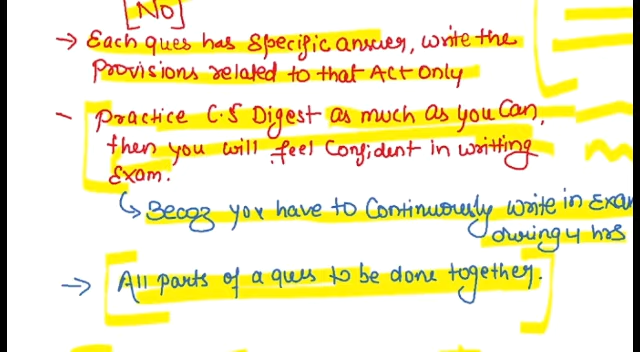 [NO]
→ Each ques has specific answer, write the
provisions related to that Act only
- Practice C.S Digest as much as you Can,
then you will feel Confident in writting
Exam.
↳ Becoz you have to Continuously write in Exam
during 4 hrs
→ All parts of a ques to be done together.